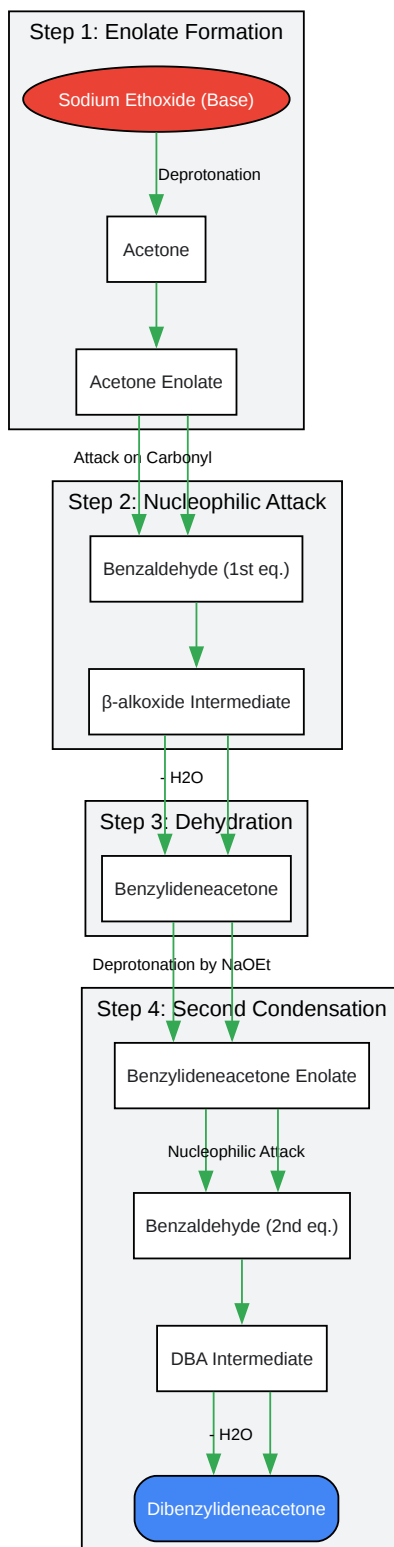 Step 1: Enolate Formation
Sodium Ethoxide (Base)
Deprotonation
Acetone
Acetone Enolate
Attack on Carbonyl
Step 2: Nucleophilic Attack
Benzaldehyde (1st eq.)
β-alkoxide Intermediate
- H2O
Step 3: Dehydration
Benzylideneacetone
Deprotonation by NaOEt
Step 4: Second Condensation
Benzylideneacetone Enolate
Nucleophilic Attack
Benzaldehyde (2nd eq.)
DBA Intermediate
- H2O
Dibenzylideneacetone